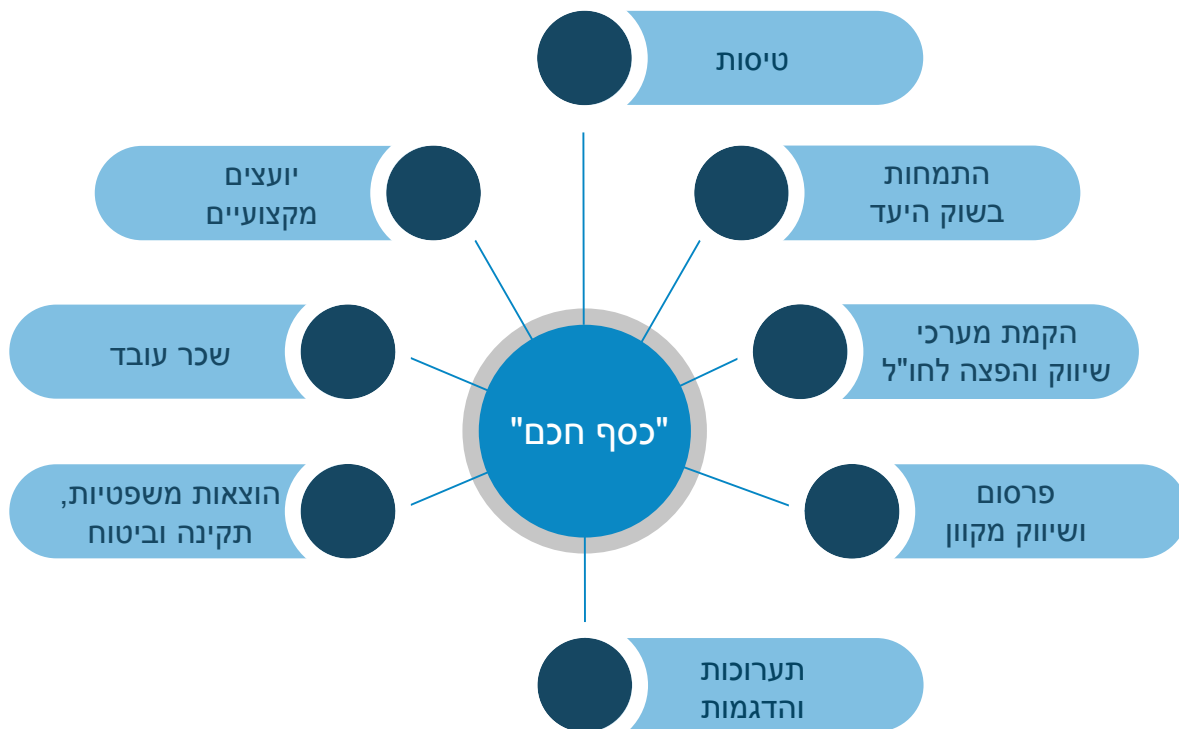 טיסות
התמחות
בשוק היעד
יועצים
מקצועיים
הקמת מערכי
שיווק והפצה לחו"ל
שכר עובד
"כסף חכם"
פרסום
ושיווק מקוון
הוצאות משפטיות,
תקינה וביטוח
תערוכות
והדגמות